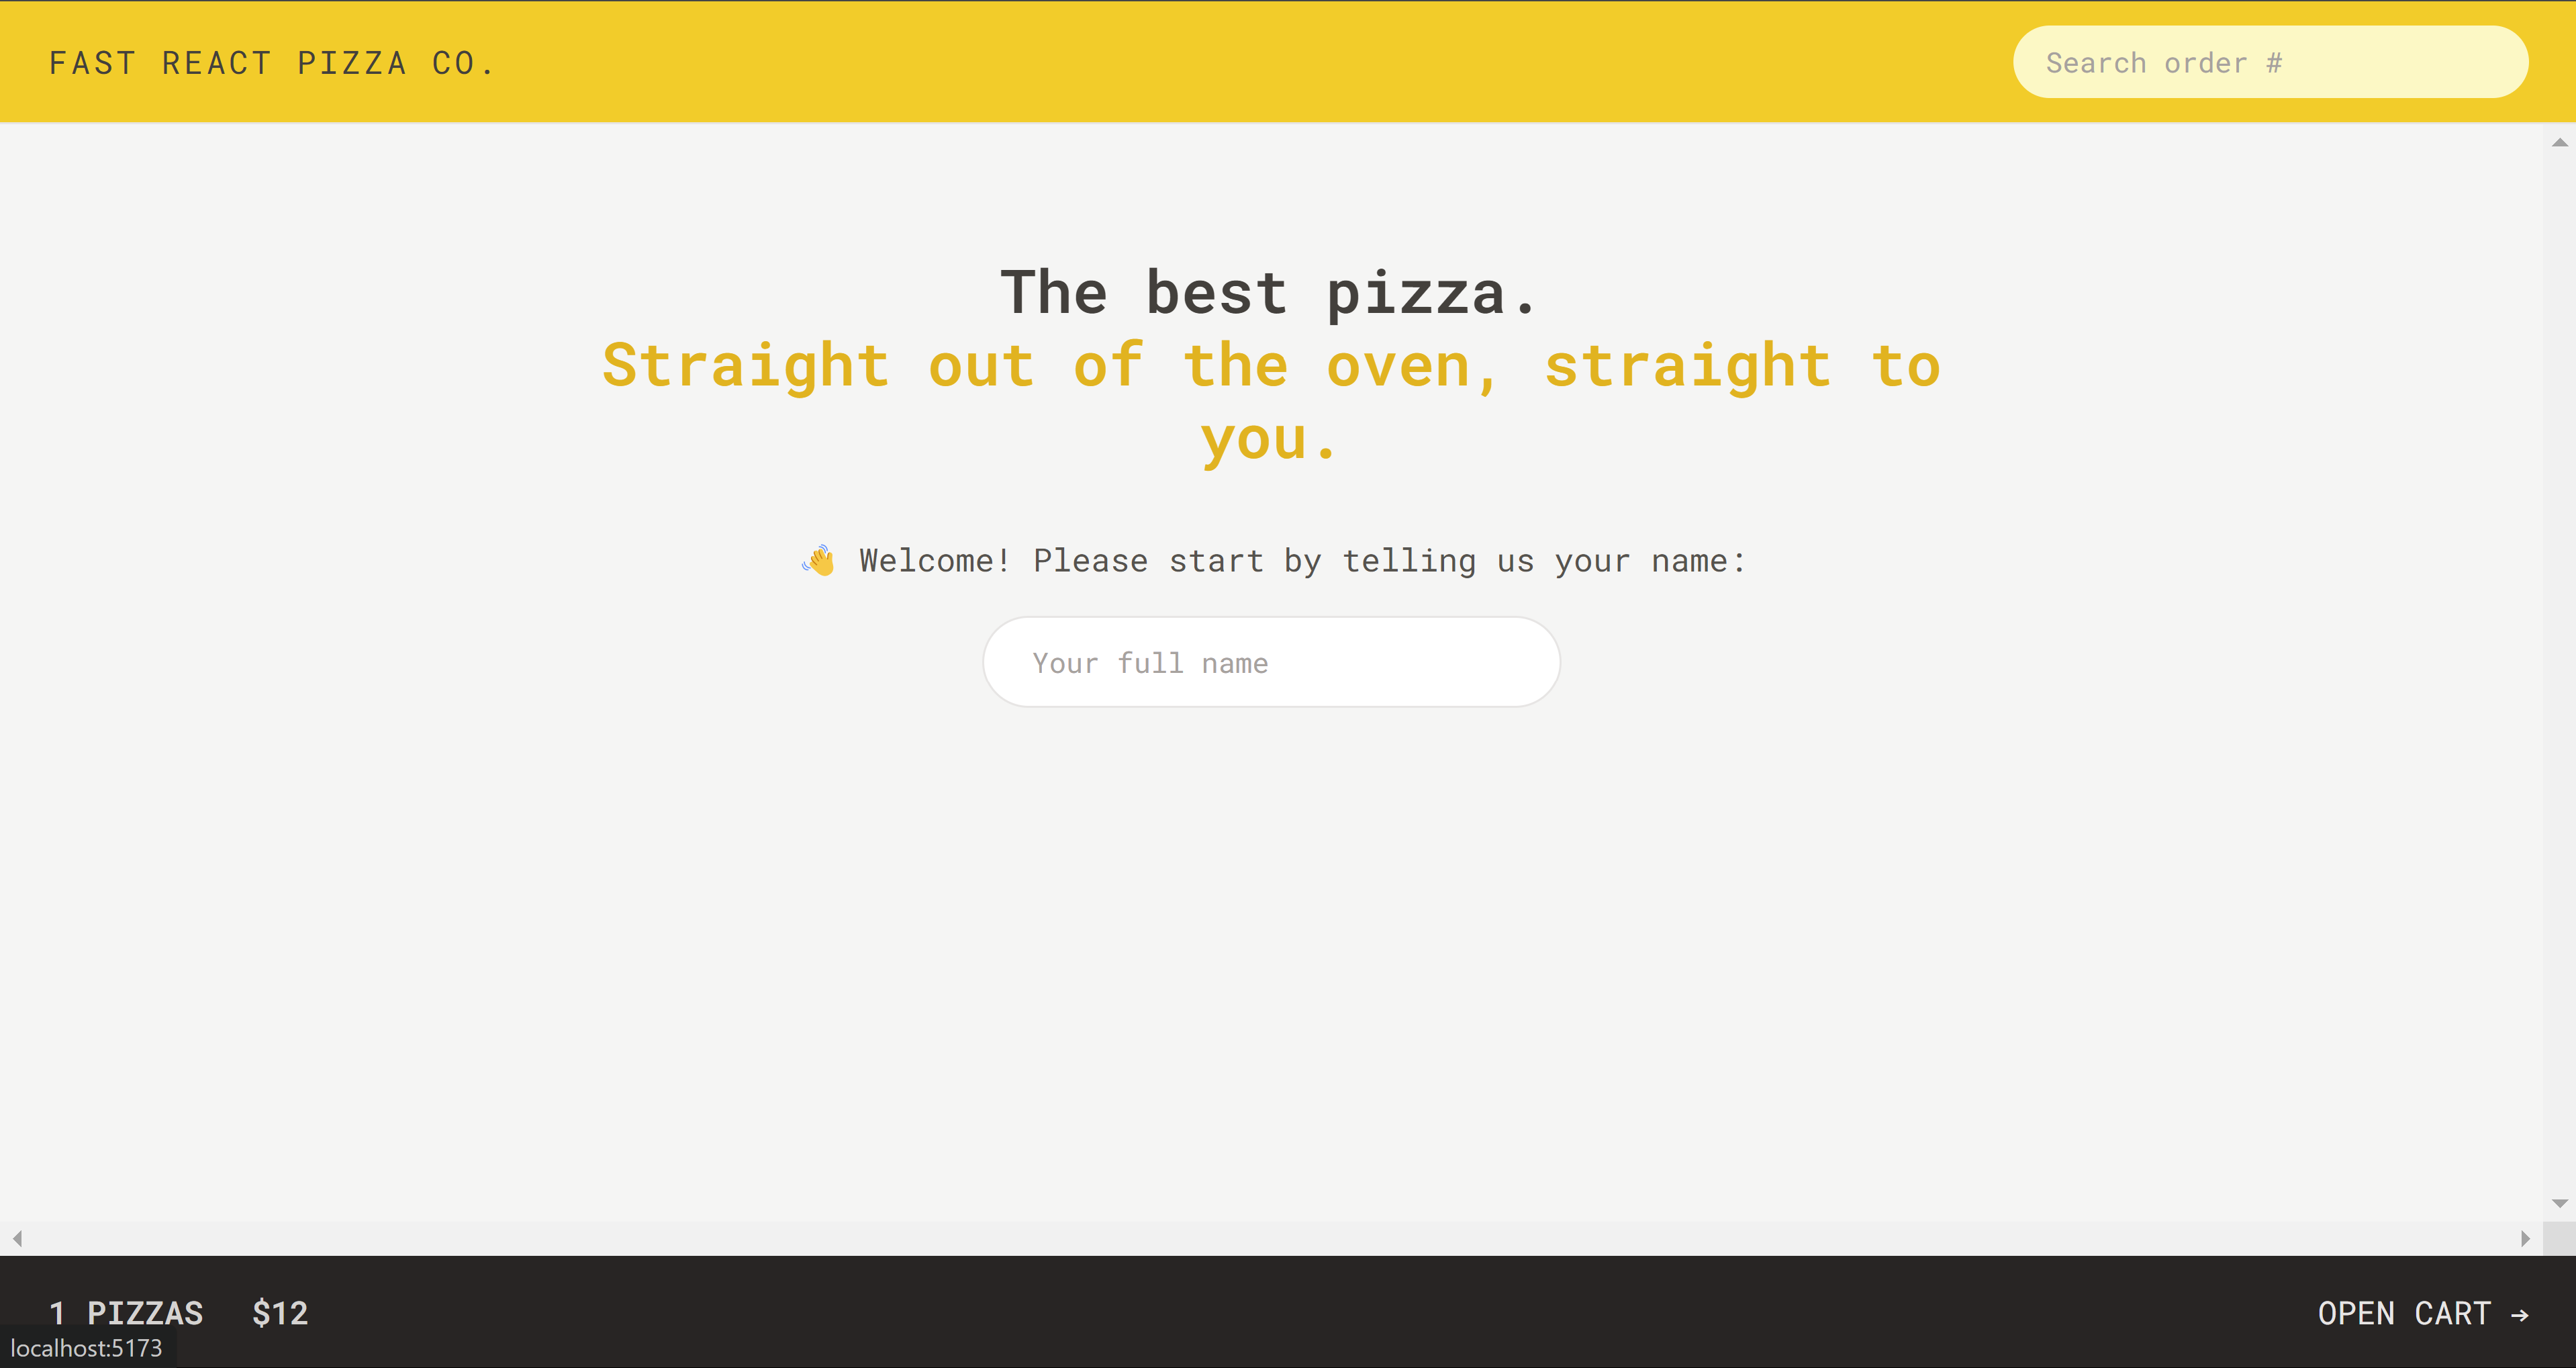 FAST REACT PIZZA CO.
Search order #
The best pizza.
Straight out of the oven, straight to
you.
👋 Welcome! Please start by telling us your name:
Your full name
1 PIZZAS $12
OPEN CART →
localhost:5173